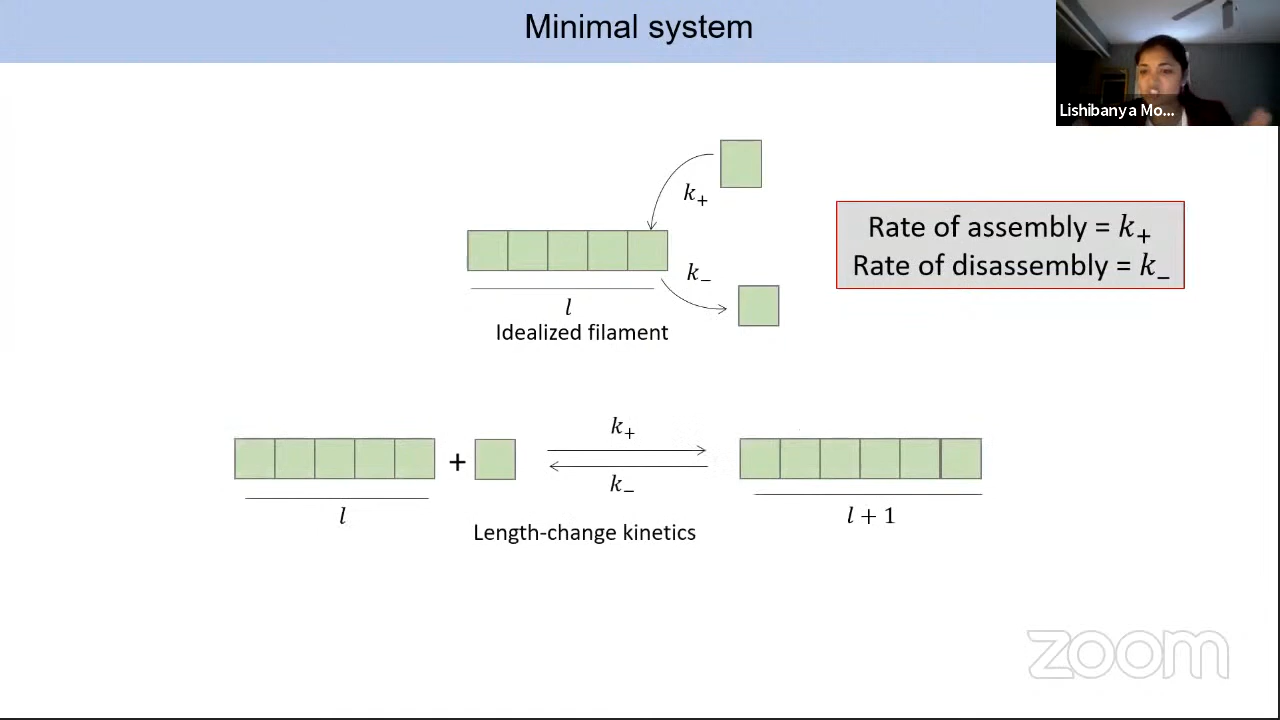 Minimal system
Lishibanya Mo...
k₊
Rate of assembly = k₊
Rate of disassembly = k₋
k₋
l
Idealized filament
k₊
+
k₋
l
l + 1
Length-change kinetics
zoom